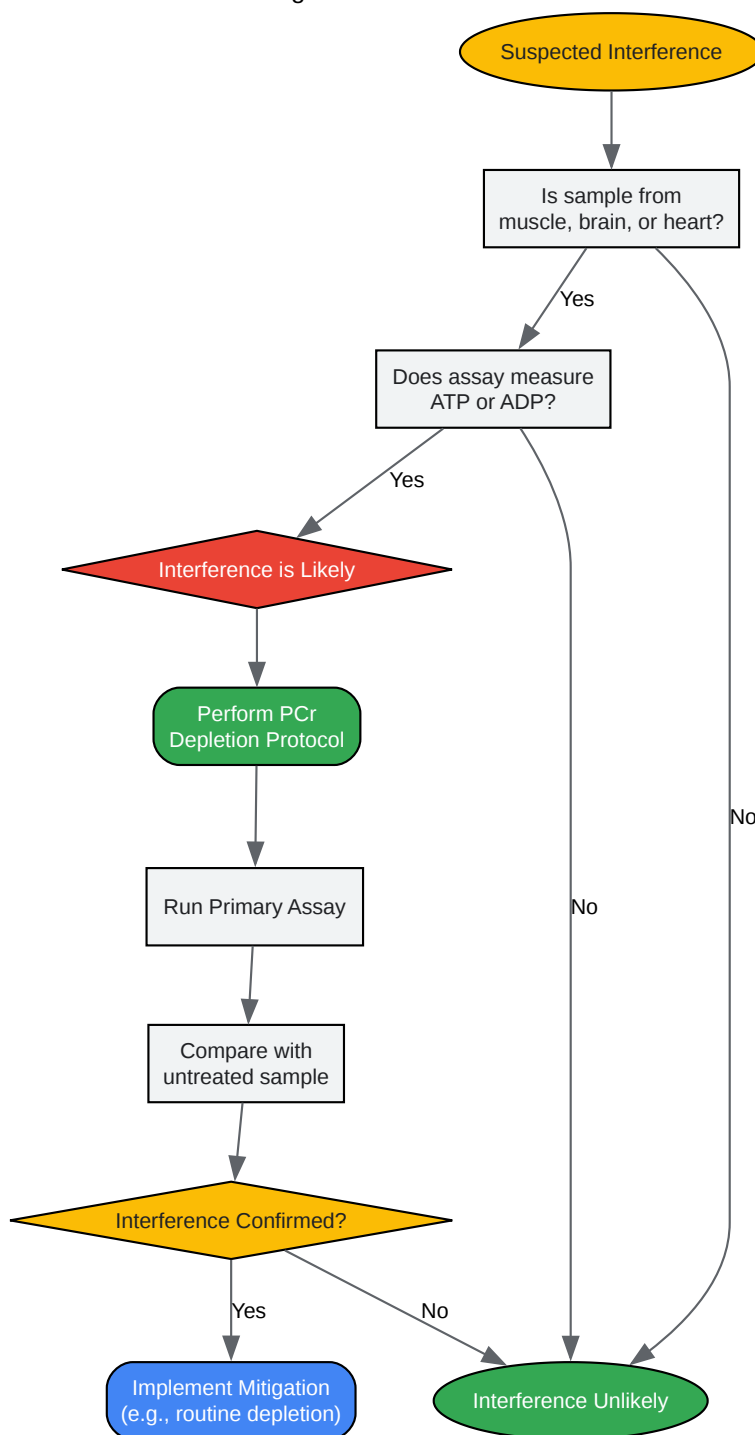 Suspected Interference
Is sample from
muscle, brain, or heart?
Yes
Does assay measure
ATP or ADP?
Yes
Interference is Likely
Perform PCr
Depletion Protocol
No
Run Primary Assay
No
Compare with
untreated sample
Interference Confirmed?
Yes
No
Implement Mitigation
(e.g., routine depletion)
Interference Unlikely